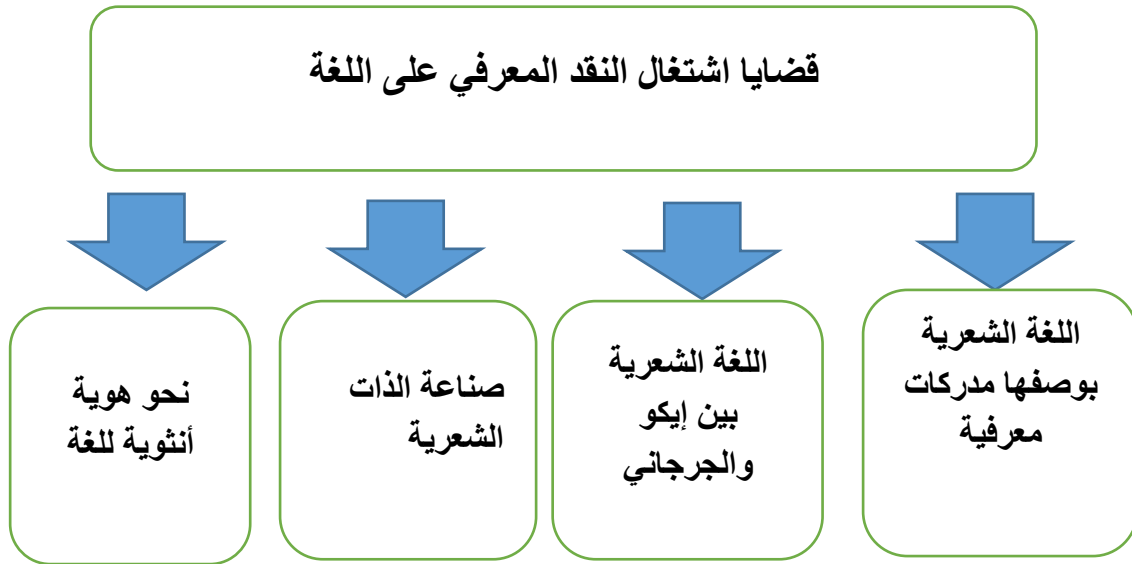 قضايا اشتغال النقد المعرفي على اللغة
اللغة الشعرية
بوصفها مدركات
معرفية
اللغة الشعرية
بين إيكو
والجرجاني
صناعة الذات
الشعرية
نحو هوية
أنثوية للغة